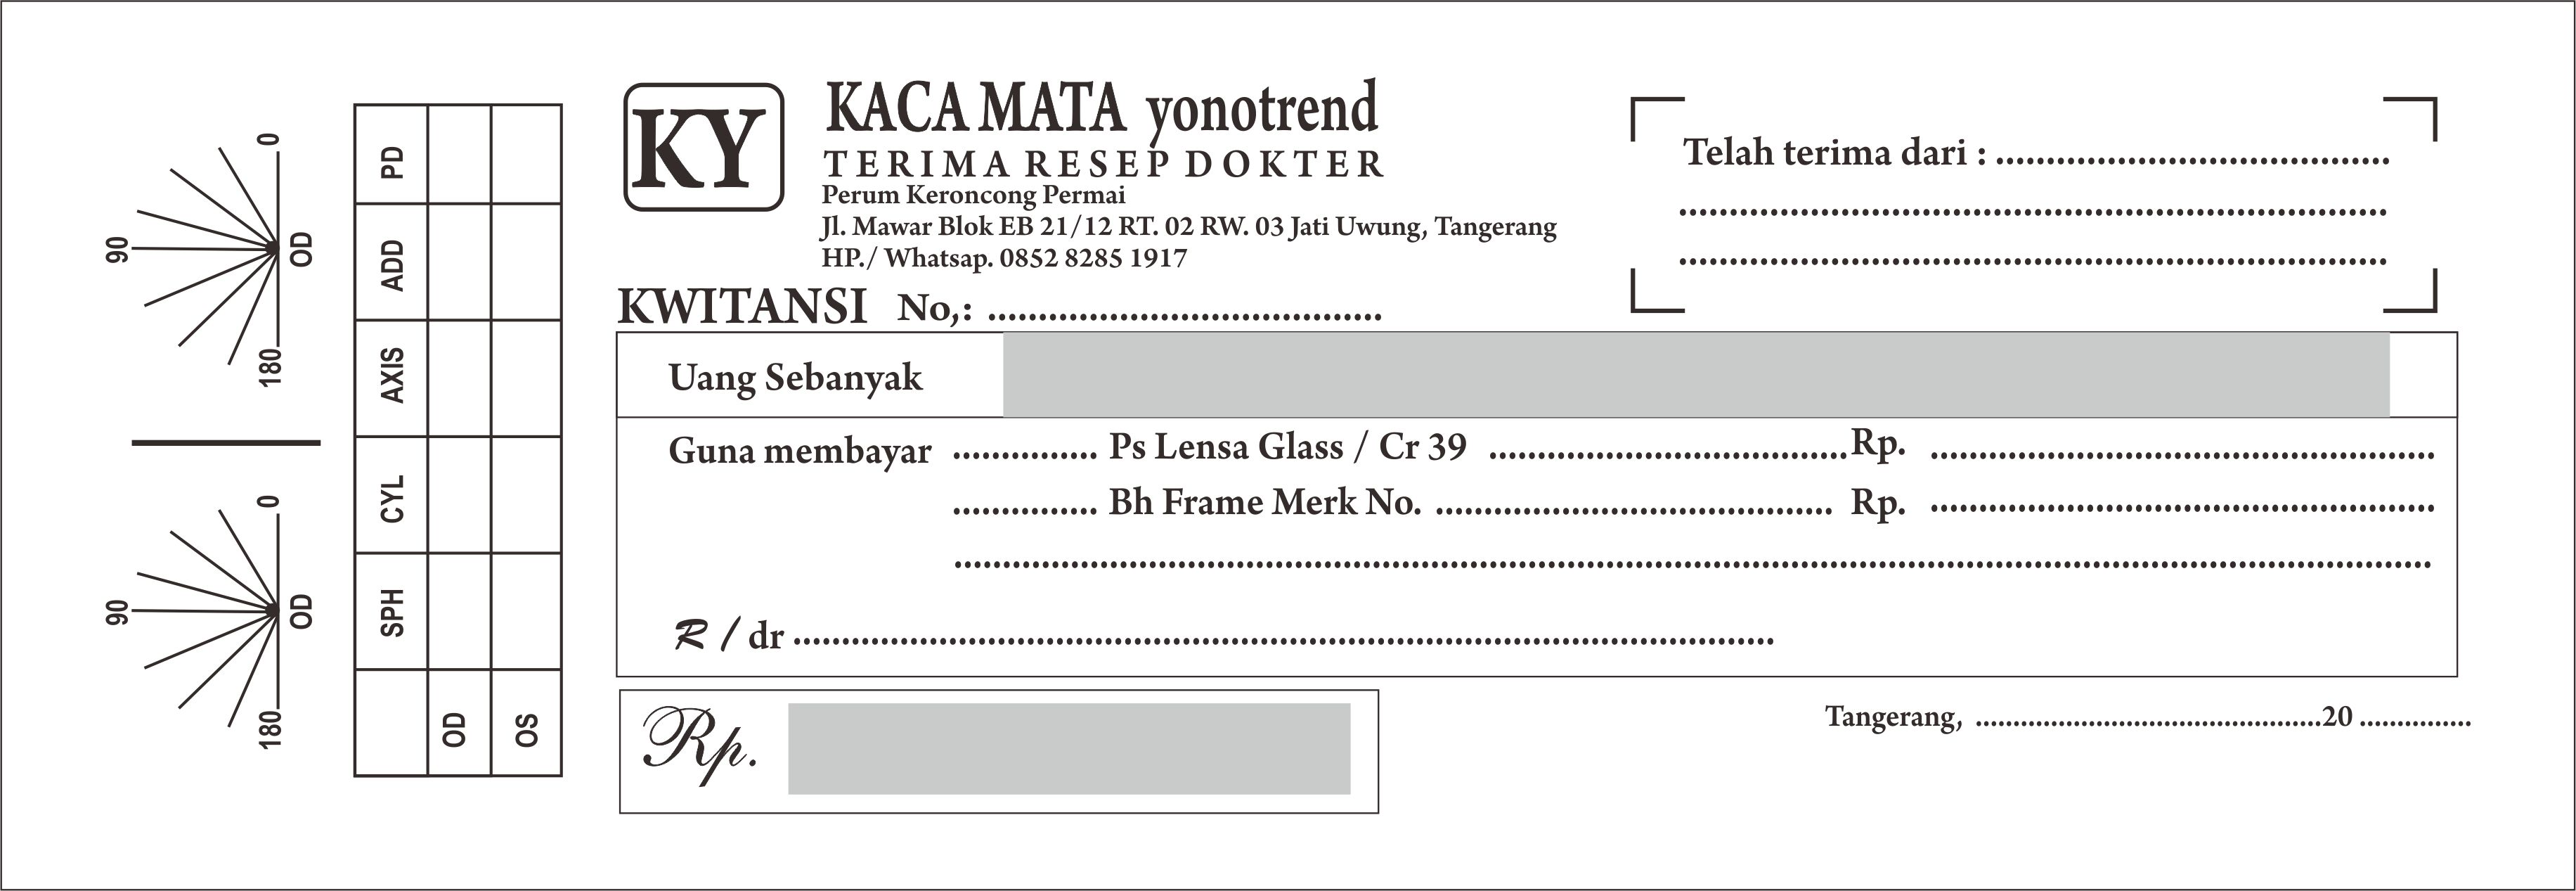 0
90
OD
180
0
90
OD
180
PD
ADD
AXIS
CYL
SPH
OD
OS
KY
KACA MATA yonotrend
TERIMA RESEP DOKTER
Perum Keroncong Permai
Jl. Mawar Blok EB 21/12 RT. 02 RW. 03 Jati Uwung, Tangerang
HP./ Whatsap. 0852 8285 1917
Telah terima dari : ........................................
........................................................................
........................................................................
KWITANSI No,: ........................................
Uang Sebanyak
Guna membayar ............... Ps Lensa Glass / Cr 39 ..................................... Rp. ....................................................
............... Bh Frame Merk No. ......................................... Rp. ....................................................
........................................................................................................................................................
R / dr .....................................................................................................
Rp.
Tangerang, ..........................................................20 ...................